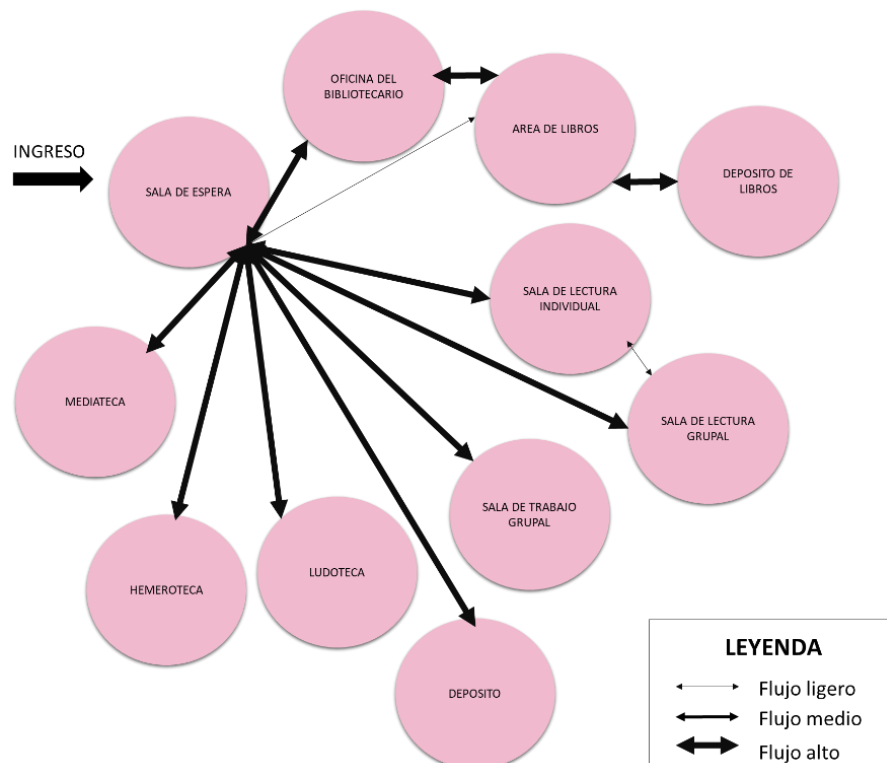 OFICINA DEL
BIBLIOTECARIO
AREA DE LIBROS
INGRESO
SALA DE ESPERA
DEPOSITO DE
LIBROS
SALA DE LECTURA
INDIVIDUAL
MEDIATECA
SALA DE LECTURA
GRUPAL
SALA DE TRABAJO
GRUPAL
HEMEROTECA
LUDOTECA
DEPOSITO
LEYENDA
Flujo ligero
Flujo medio
Flujo alto